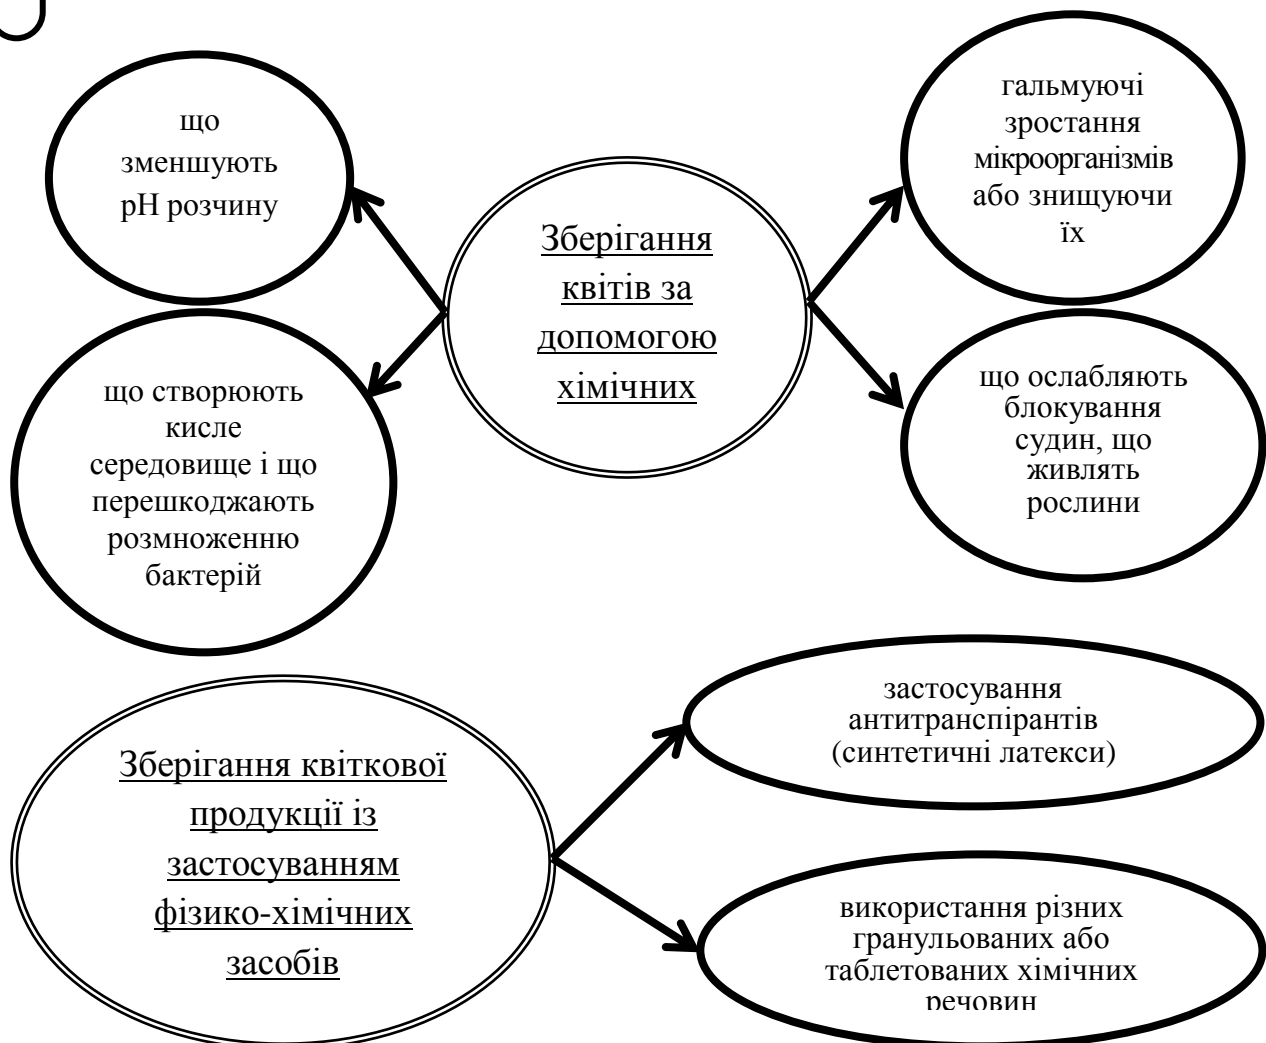 що
зменшують
рН розчину
гальмуючі
зростання
мікроорганізмів
або знищуючи
їх
Зберігання
квітів за
допомогою
хімічних
що створюють
кисле
середовище і що
перешкоджають
розмноженню
бактерій
що ослабляють
блокування
судин, що
живлять
рослини
застосування
антитранспірантів
(синтетичні латекси)
Зберігання квіткової
продукції із
застосуванням
фізико-хімічних
засобів
використання різних
гранульованих або
таблетованих хімічних
речовин